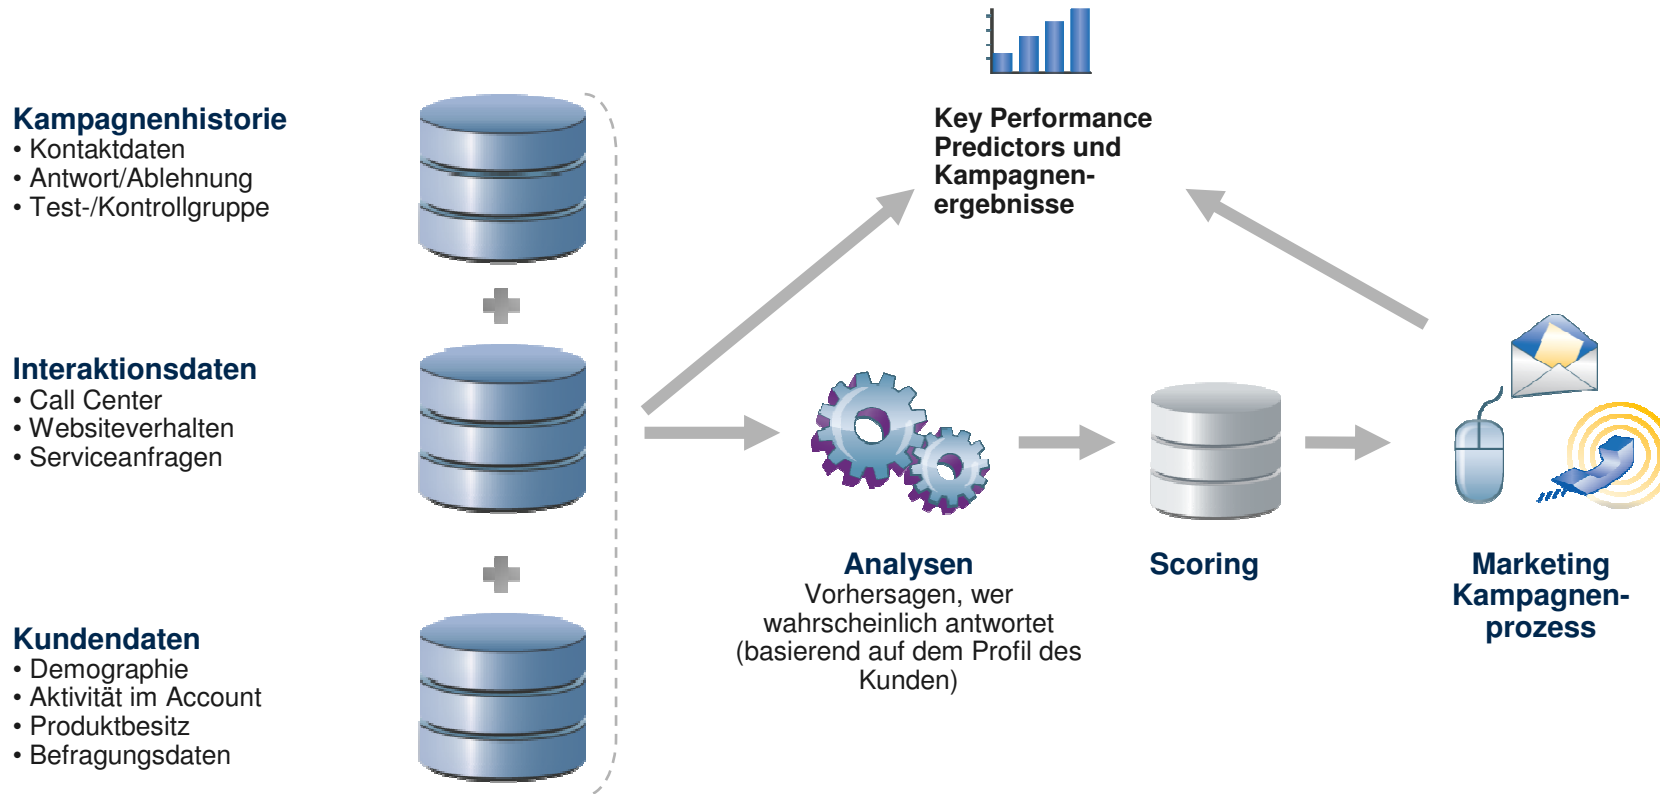 Kampagnenhistorie
• Kontaktdaten
• Antwort/Ablehnung
• Test-/Kontrollgruppe
Interaktionsdaten
• Call Center
• Websiteverhalten
• Serviceanfragen
Kundendaten
• Demographie
• Aktivität im Account
• Produktbesitz
• Befragungsdaten
Key Performance
Predictors und
Kampagnen-
ergebnisse
Analysen
Vorhersagen, wer
wahrscheinlich antwortet
(basierend auf dem Profil des
Kunden)
Scoring
Marketing
Kampagnen-
prozess